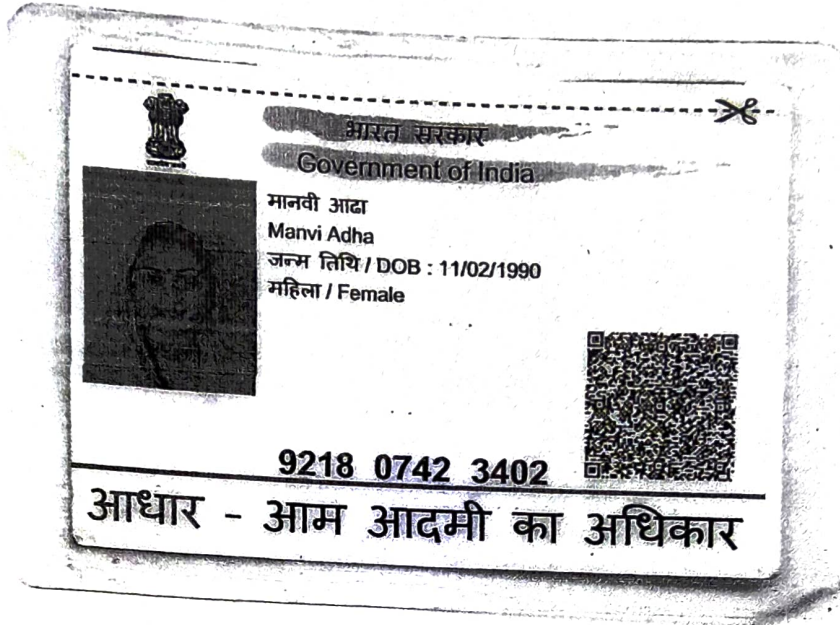 भारत सरकार
Government of India
मानवी आढा
Manvi Adha
जन्म तिथि / DOB : 11/02/1990
महिला / Female
9218 0742 3402
आधार - आम आदमी का अधिकार